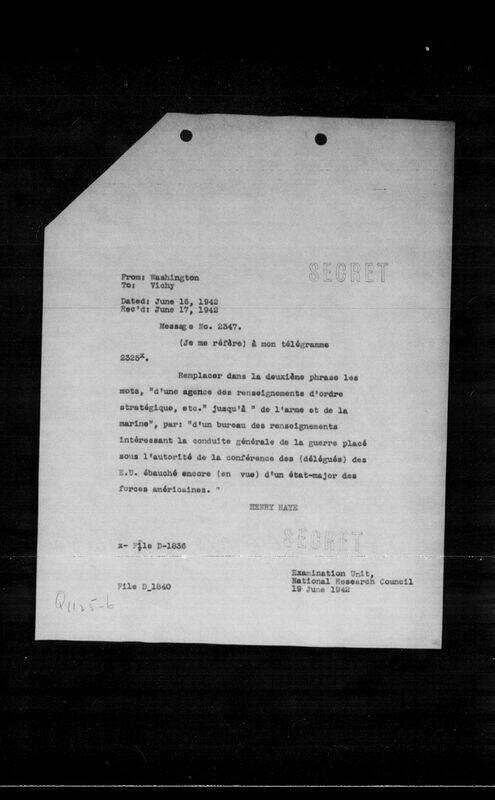 SECRET
From: Washington
To: Vichy
Dated: June 16, 1942
Rec'd: June 17, 1942
Message No. 2347.
(Je me réfère) à mon télégramme
2325x.
Remplacer dans la deuxième phrase les
mots, "d'une agence des renseignements d'ordre
stratégique, etc." jusqu'à " de l'arme et de la
marine", par: "d'un bureau des renseignements
intéressant la conduite générale de la guerre placé
sous l'autorité de la conférence des (délégués) des
E.U. ébauché encore (en vue) d'un état-major des
forces américaines. "
HENRY HAYE
SECRET
x- File D-1836
Examination Unit,
National Research Council
19 June 1942
File D_1840
Q1125-6